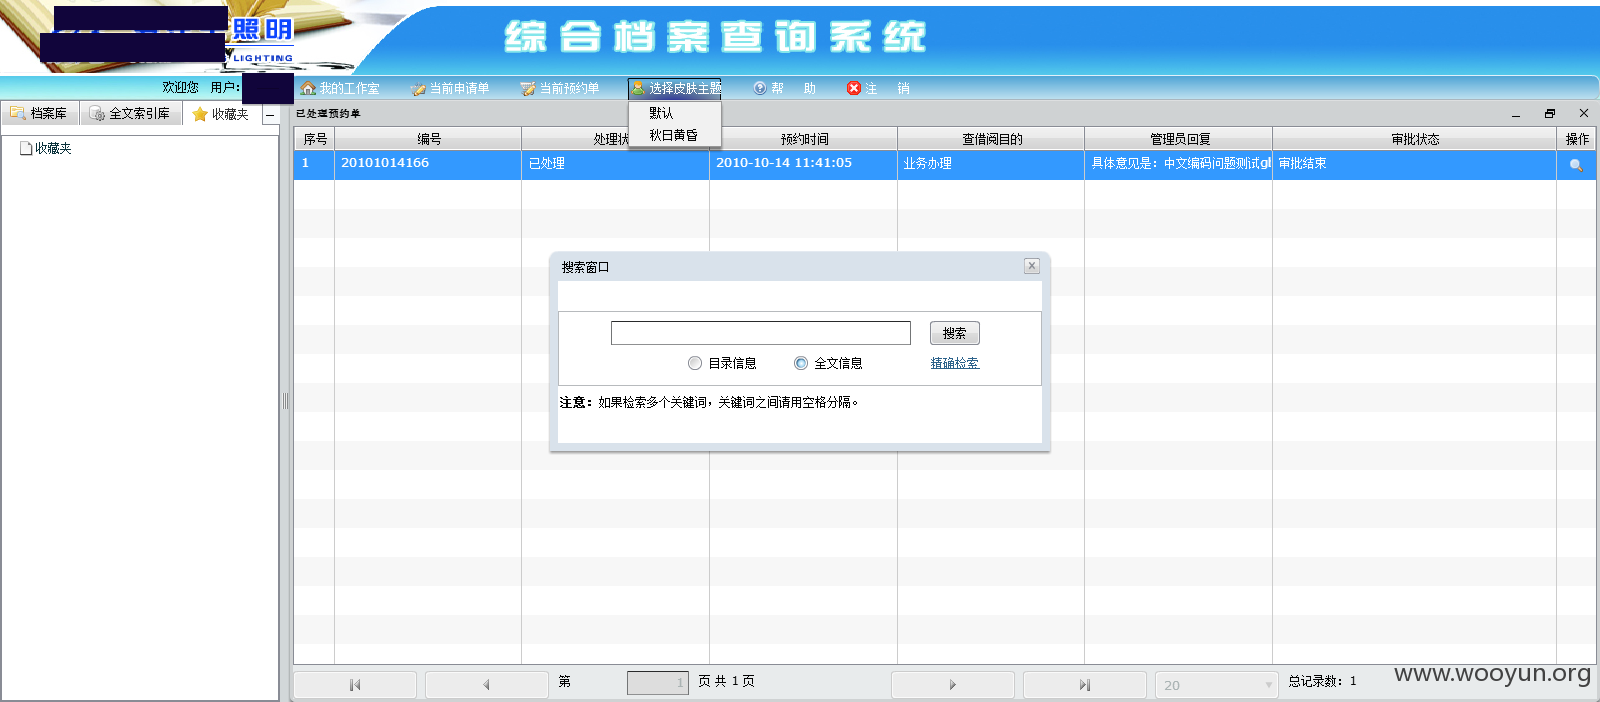 照明
LIGHTING
综合档案查询系统
欢迎您 用户:
我的工作室 当前申请单 当前预约单 选择皮肤主题 帮 助 注 销
默认
秋日黄昏
档案库 全文索引库 收藏夹
收藏夹
已处理预约单
序号 编号 处理状 预约时间 查借阅目的 管理员回复 审批状态 操作
1 20101014166 已处理 2010-10-14 11:41:05 业务办理 具体意见是：中文编码问题测试gl 审批结束
搜索窗口
搜索
目录信息 全文信息 精确检索
注意：如果检索多个关键词，关键词之间请用空格分隔。
第 1 页 共 1 页 20 总记录数：1
www.wooyun.org